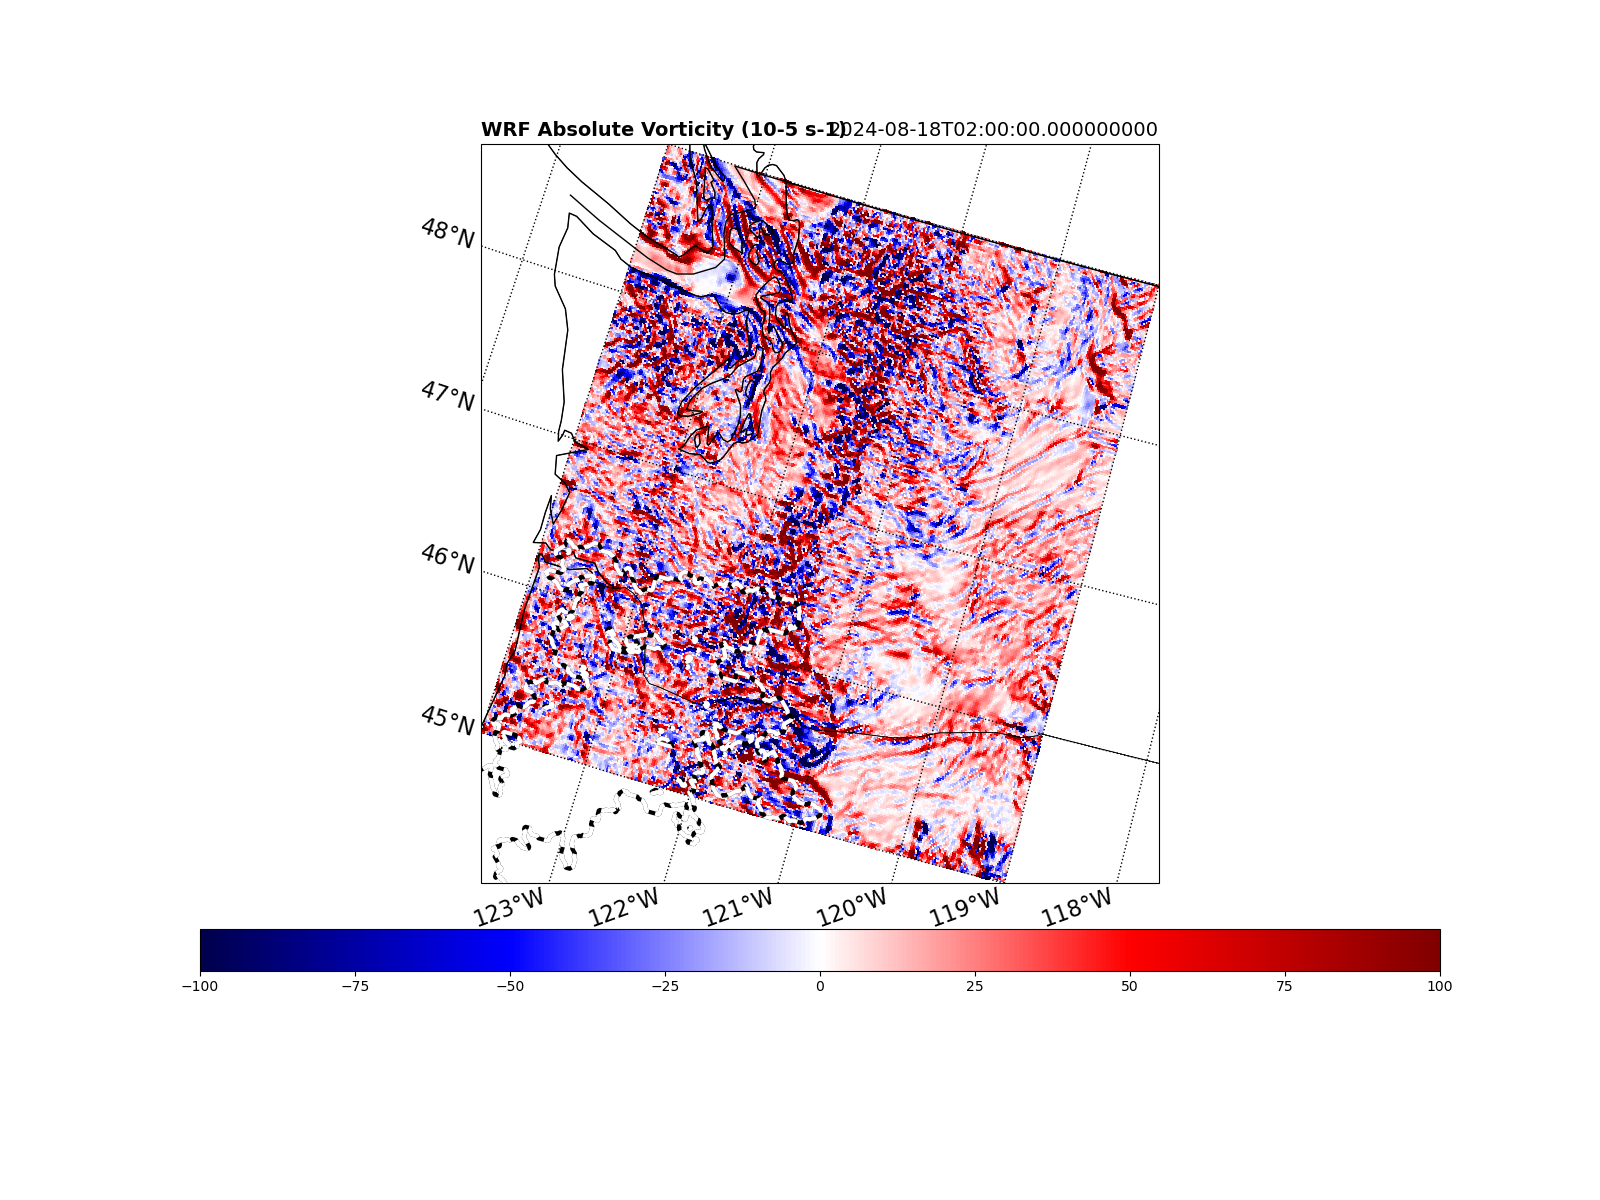 WRF Absolute Vorticity (10-5 s-1)
2024-08-18T02:00:00.000000000
48°N
47°N
46°N
45°N
123°W
122°W
121°W
120°W
119°W
118°W
−100
−75
−50
−25
0
25
50
75
100